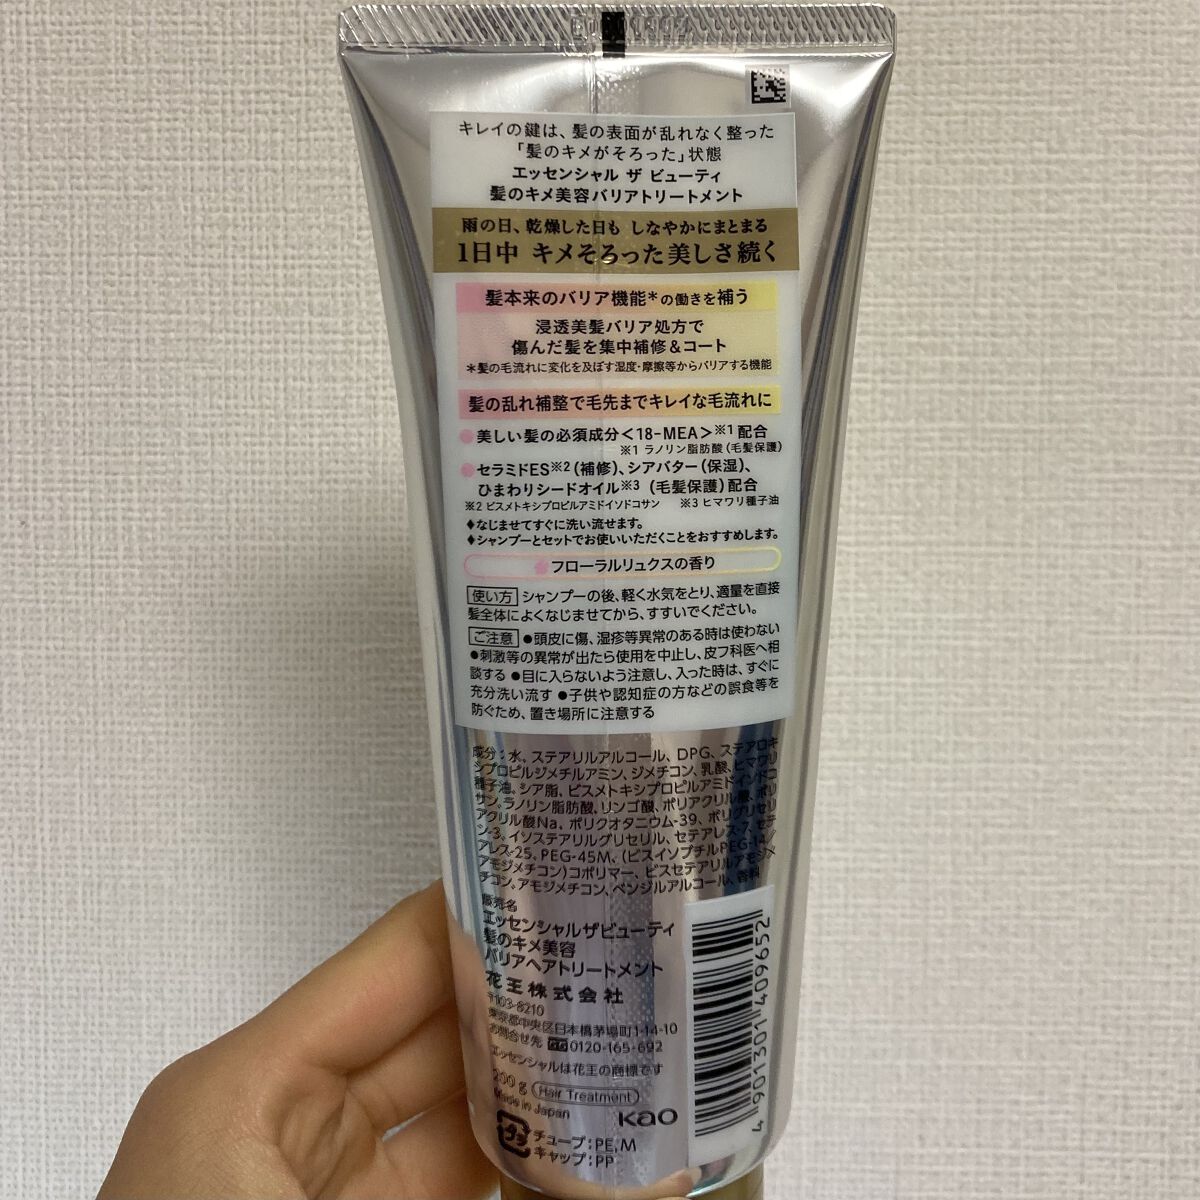 キレイの鍵は、髪の表面が乱れなく整った
「髪のキメがそろった」状態
エッセンシャル ザ ビューティ
髪のキメ美容バリアトリートメント
雨の日、乾燥した日も しなやかにまとまる
1日中 キメそろった美しさ続く
髪本来のバリア機能*の働きを補う
浸透美髪バリア処方で
傷んだ髪を集中補修&コート
*髪の毛流れに変化を及ぼす湿度・摩擦等からバリアする機能
髪の乱れ補整で毛先までキレイな毛流れに
美しい髪の必須成分<18-MEA>※1 配合
※1 ラノリン脂肪酸(毛髪保護)
セラミドES※2(補修)、シアバター(保湿)、
ひまわりシードオイル※3(毛髪保護)配合
※2 ビスメトキシプロピルアミドイソドコサン ※3 ヒマワリ種子油
♦なじませてすぐに洗い流せます。
♦シャンプーとセットでお使いいただくことをおすすめします。
フローラルリュクスの香り
使い方 シャンプーの後、軽く水気をとり、適量を直接
髪全体によくなじませてから、すすいでください。
ご注意 ●頭皮に傷、湿疹等異常のある時は使わない
●刺激等の異常が出たら使用を中止し、皮フ科医へ相
談する ●目に入らないよう注意し、入った時は、すぐに
充分洗い流す ●子供や認知症の方などの誤食等を
防ぐため、置き場所に注意する
成分:水、ステアリルアルコール、DPG、ステアロキ
シプロピルジメチルアミン、ジメチコン、乳酸、ヒマワリ
種子油、シア脂、ビスメトキシプロピルアミドイソドコ
サン、ラノリン脂肪酸、リンゴ酸、ポリアクリル酸、ポリ
アクリル酸Na、ポリクオタニウム-39、ポリグリセリ
ン-3、イソステアリルグリセリル、セテアレス-7、セテ
アレス-25、PEG-45M、(ビスイソブチルPEG-14/
アモジメチコン)コポリマー、ビスセテアリルアモジメ
チコン、アモジメチコン、ベンジルアルコール、香料
販売名
エッセンシャルザビューティ
髪のキメ美容
バリアヘアトリートメント
花王株式会社
〒103-8210
東京都中央区日本橋茅場町1-14-10
お問合せ先 0120-165-692
エッセンシャルは花王の商標です
200g Hair Treatment
Made in Japan
Kao
プラ チューブ:PE,M
キャップ:PP
4 901301 409652